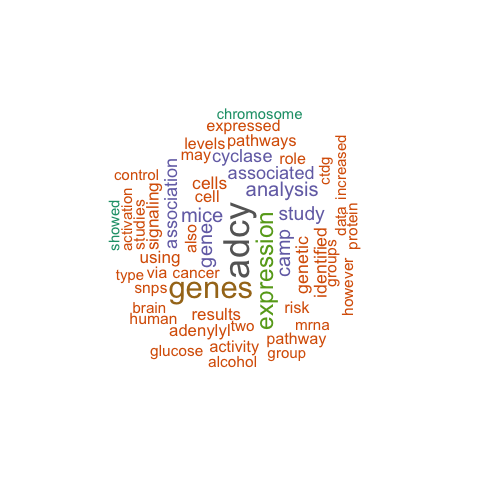 chromosome
expressed
levels
pathways
may
cyclase
role
ctdg
increased
control
cells
associated
association
cell
analysis
signaling
activation
studies
showed
mice
also
gene
adcy
expression
camp
study
genetic
identified
groups
data
protein
however
using
type
via
cancer
snps
genes
brain
human
results
adenylyl
two
risk
mrna
pathway
glucose
activity
group
alcohol